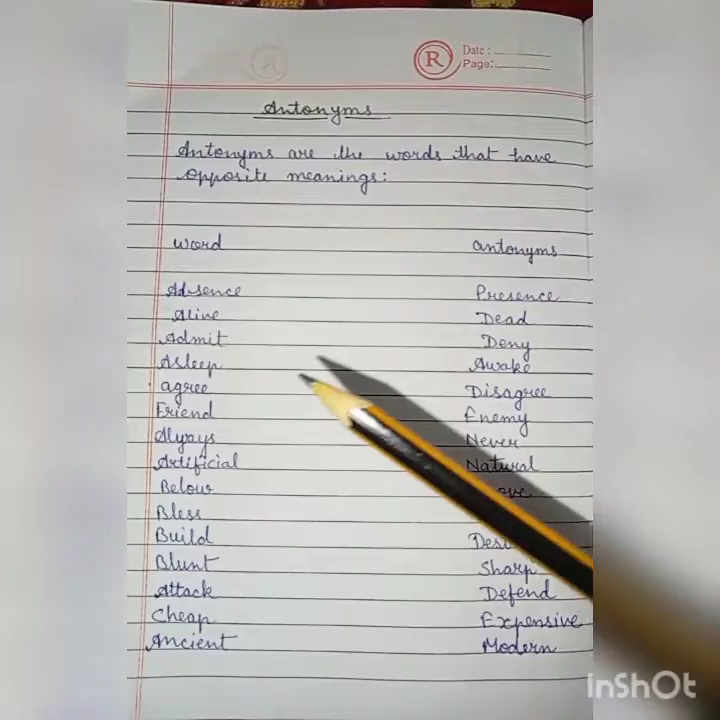 R
Date:
Page:
Antonyms
Antonyms are the words that have
opposite meanings:
word antonyms
Absence Presence
Alive Dead
Admit Deny
Asleep Awake
agree Disagree
Friend Enemy
Always Never
Artificial Natural
Below ove
Bless
Build Des
Blunt Sharp
Attack Defend
Cheap Expensive
Ancient Modern
InShOt